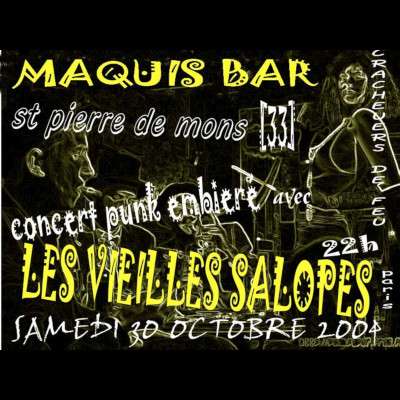 MAQUIS BAR
st pierre de mons [33]
concert punk embiere avec
22h
LES VIEILLES SALOPES
paris
SAMEDI 30 OCTOBRE 2004
CRACHEURS DE FEU